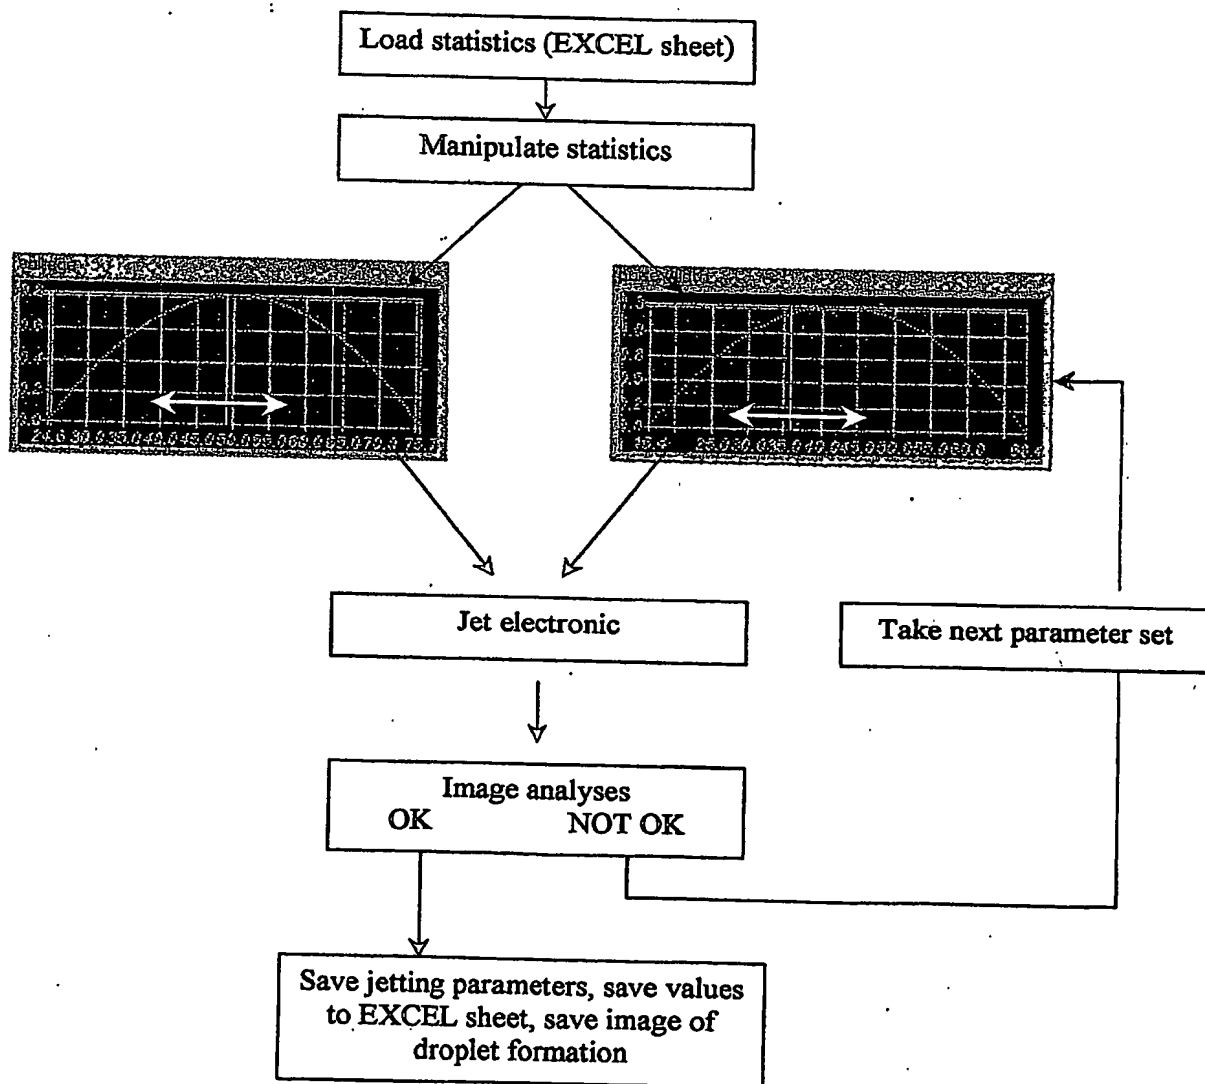 Load statistics (EXCEL sheet)
Manipulate statistics
Jet electronic
Take next parameter set
Image analyses
OK NOT OK
Save jetting parameters, save values
to EXCEL sheet, save image of
droplet formation